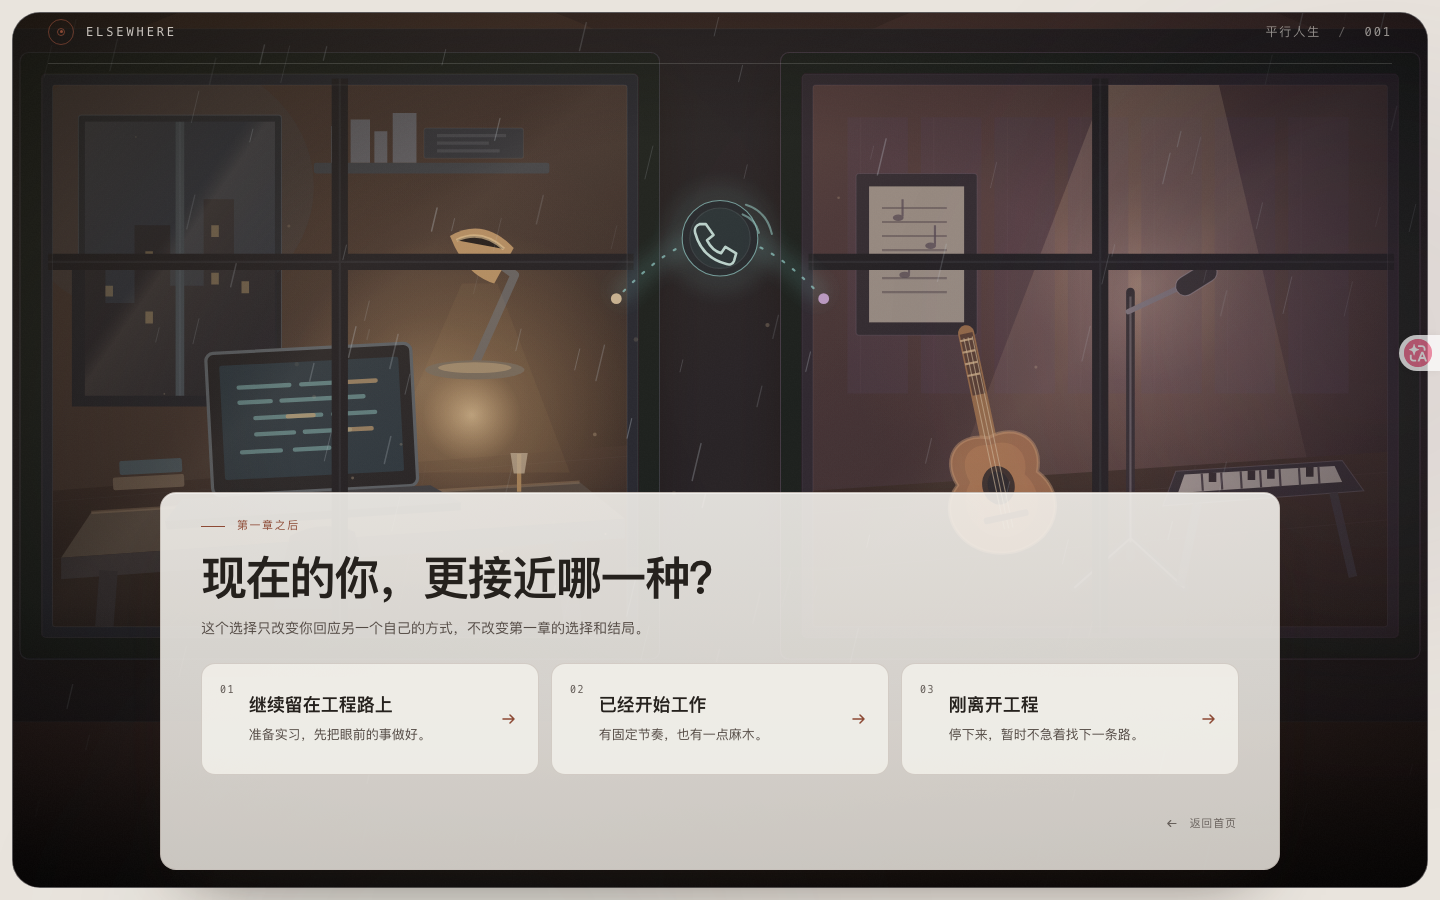 ELSEWHERE
平行人生 / 001
第一章之后
现在的你，更接近哪一种？
这个选择只改变你回应另一个自己的方式，不改变第一章的选择和结局。
01
继续留在工程路上
准备实习，先把眼前的事做好。
→
02
已经开始工作
有固定节奏，也有一点麻木。
→
03
刚离开工程
停下来，暂时不急着找下一条路。
→
← 返回首页